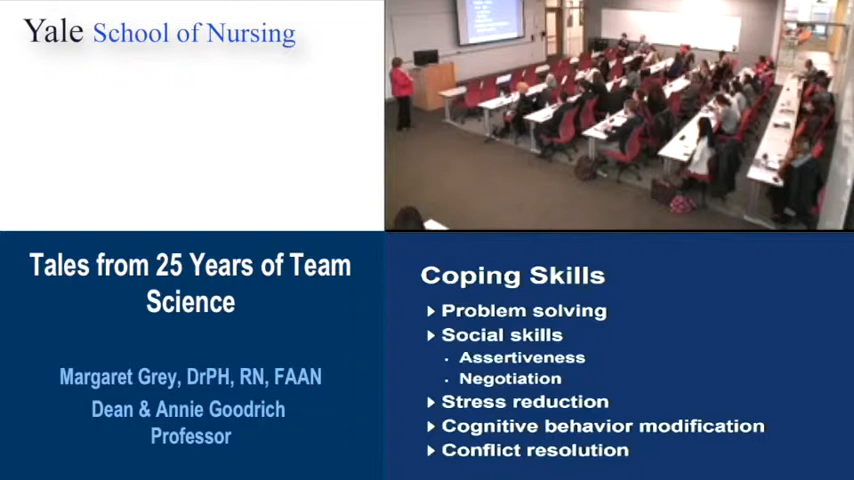 Yale School of Nursing
Tales from 25 Years of Team
Science
Margaret Grey, DrPH, RN, FAAN
Dean & Annie Goodrich
Professor
Coping Skills
Problem solving
Social skills
Assertiveness
Negotiation
Stress reduction
Cognitive behavior modification
Conflict resolution